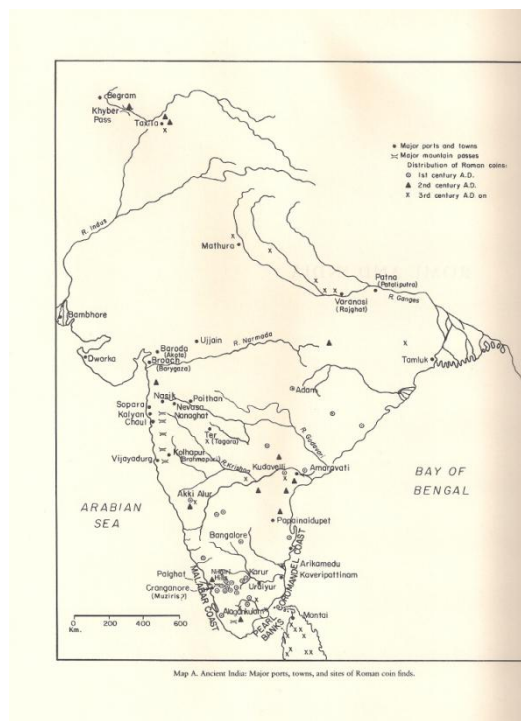 Begram
Khyber
Pass
Taxila
• Major ports and towns
Major mountain passes
Distribution of Roman coins:
1st century A.D.
2nd century A.D.
3rd century A.D. on
R. Indus
Mathura
Patna
(Pataliputra)
Varanasi
(Rajghat)
R. Ganges
Bambhore
Ujjain
R. Narmada
Baroda
(Akota)
Dwarka
Broach
(Barygaza)
Tamluk
Adam
Nasik
Paithan
Sopara
Nevasa
Kalyan
Nanaghat
Chaul
Ter
(Tagara)
R. Godavari
Kolhapur
(Brahmapuri)
Vijayadurg
R. Krishna
Kudavelli
Amaravati
BAY OF
BENGAL
ARABIAN
SEA
Akki Alur
Papinaidupet
Bangalore
COROMANDEL COAST
Arikamedu
Kaveripattinam
Palghat
Nilgiri
Hills
Karur
Uraiyur
Cranganore
(Muziris?)
MALABAR COAST
Alagankulam
PEARL
BANKS
Mantai
0 200 400 600
Km.
Map A. Ancient India: Major ports, towns, and sites of Roman coin finds.